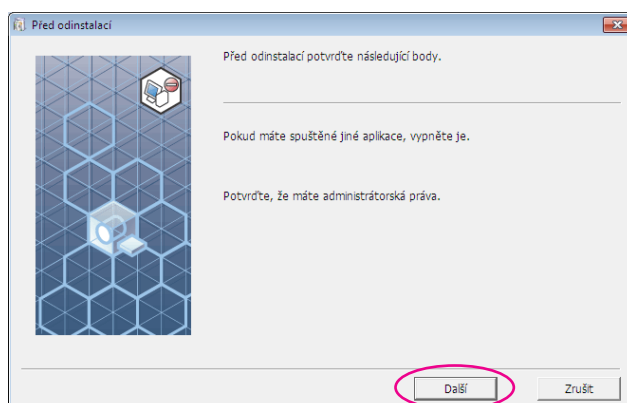 Před odinstalací
Před odinstalací potvrďte následující body.
Pokud máte spuštěné jiné aplikace, vypněte je.
Potvrďte, že máte administrátorská práva.
Další
Zrušit